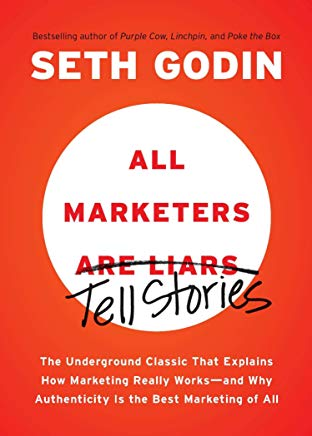 Bestselling author of Purple Cow, Linchpin, and Poke the Box
SETH GODIN
ALL
MARKETERS
ARE LIARS
Tell Stories
The Underground Classic That Explains
How Marketing Really Works—and Why
Authenticity Is the Best Marketing of All